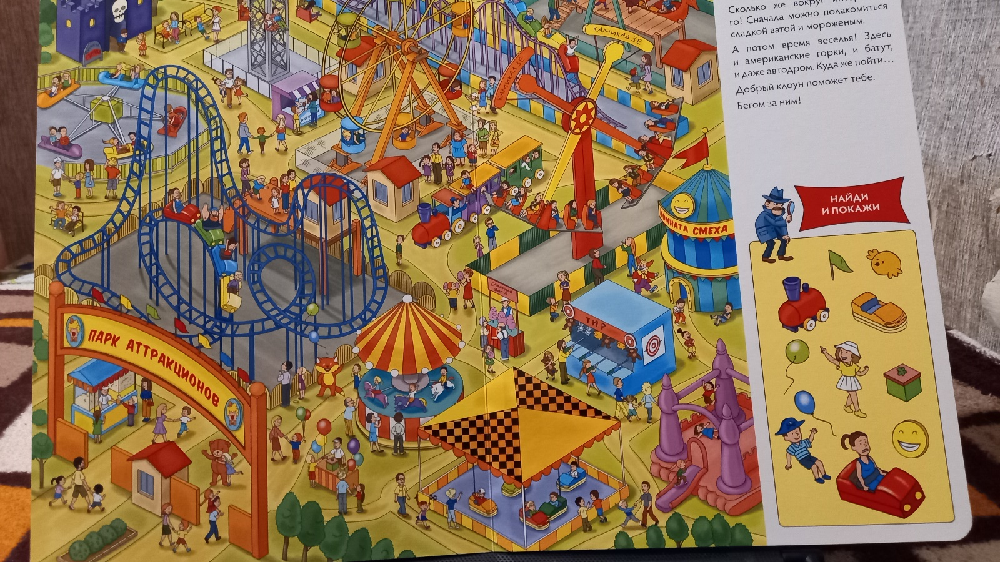 Сколько же вокруг
го! Сначала можно полакомиться
сладкой ватой и мороженым.
А потом время веселья! Здесь
и американские горки, и батут,
и даже автодром. Куда же пойти...
Добрый клоун поможет тебе.
Бегом за ним!
НАЙДИ
И ПОКАЖИ
КАМИКАДЗЕ
КАМИКАДЗЕ
КОМНАТА СМЕХА
САХАРНАЯ
ВАТА
ТИР
ПАРК АТТРАКЦИОНОВ